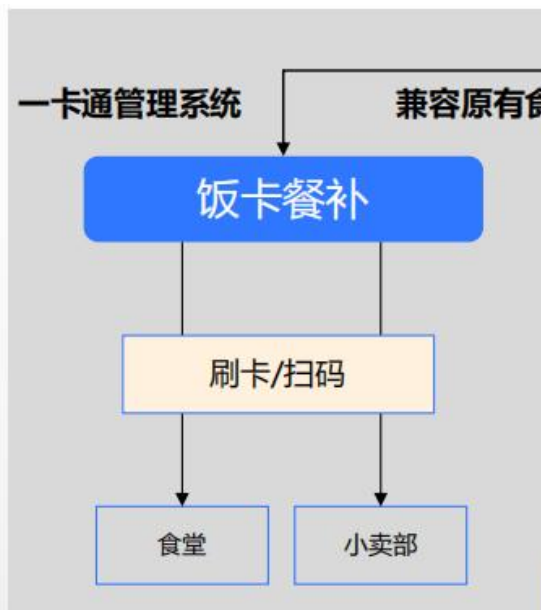 一卡通管理系统
兼容原有食
饭卡餐补
刷卡/扫码
食堂
小卖部